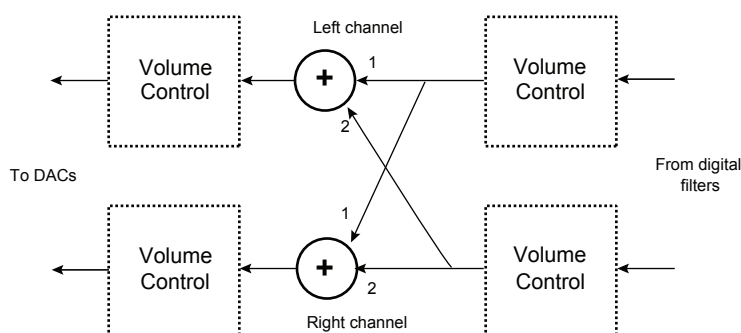 Left channel
Volume
Control
+
1
Volume
Control
2
To DACs
From digital
filters
1
Volume
Control
+
2
Volume
Control
Right channel